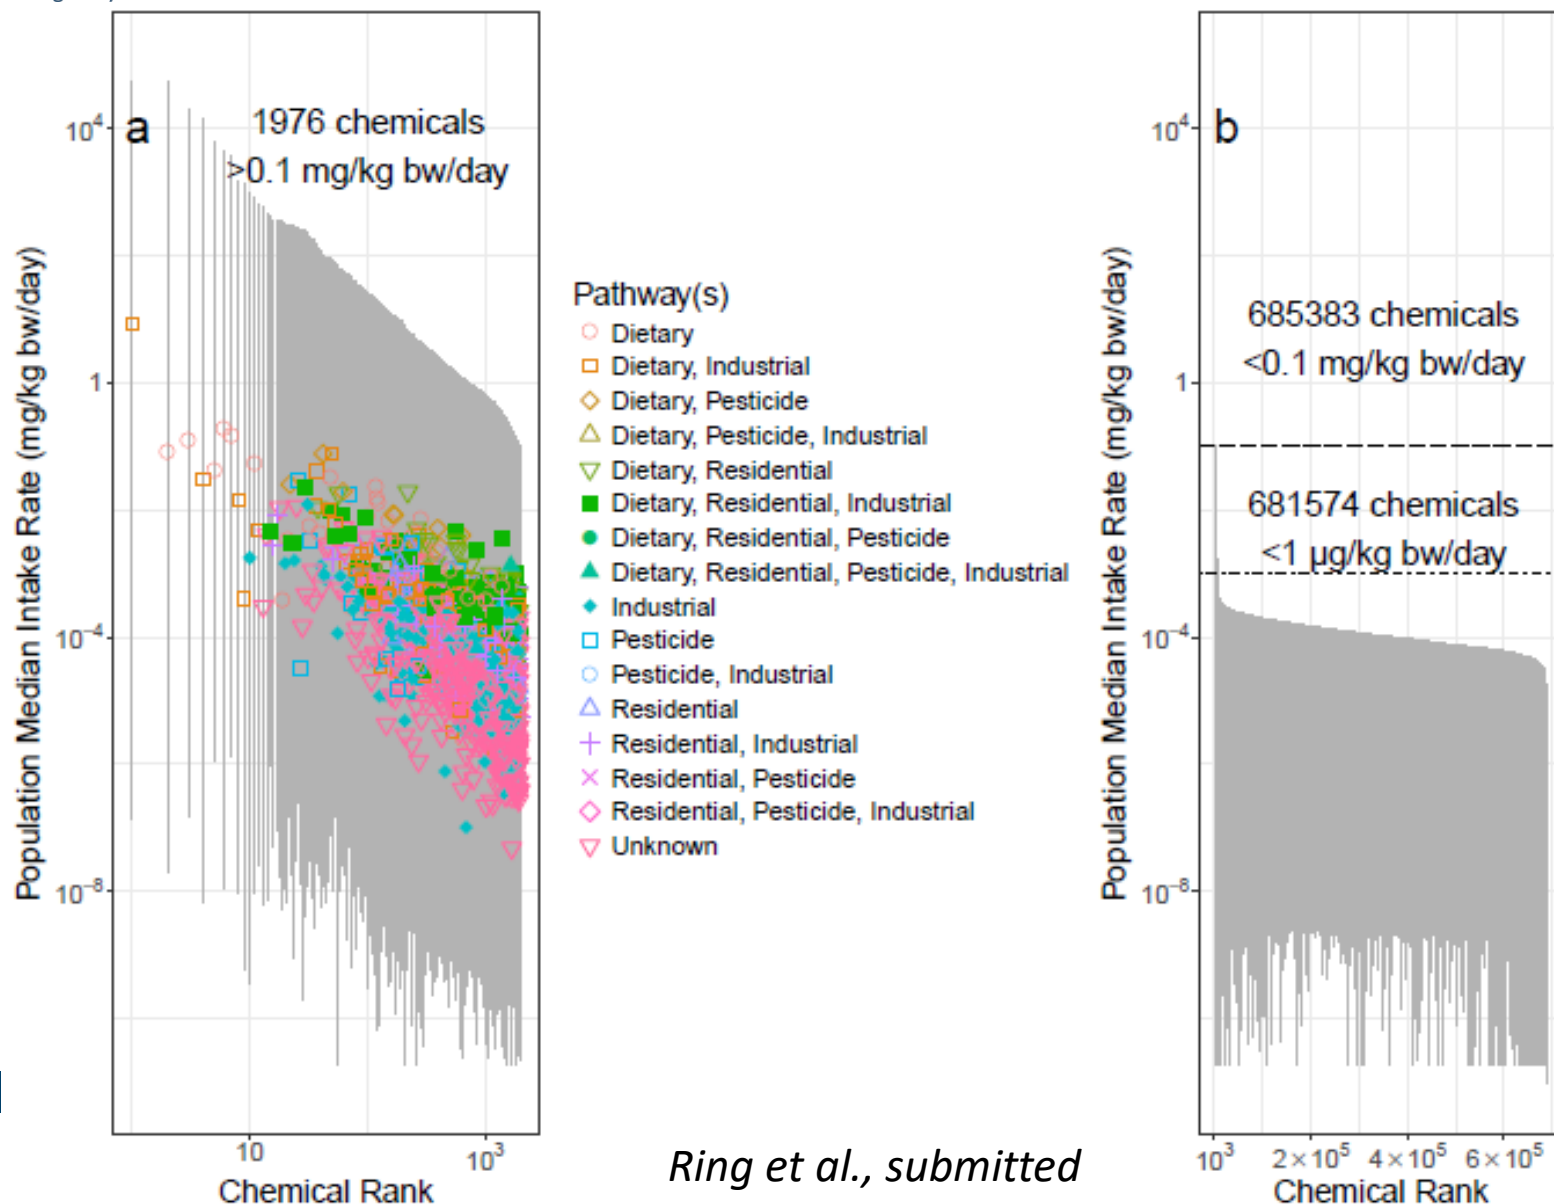 a
1976 chemicals
>0.1 mg/kg bw/day
10⁴
1
10⁻⁴
10⁻⁸
Population Median Intake Rate (mg/kg bw/day)
10
10³
Chemical Rank
Pathway(s)
Dietary
Dietary, Industrial
Dietary, Pesticide
Dietary, Pesticide, Industrial
Dietary, Residential
Dietary, Residential, Industrial
Dietary, Residential, Pesticide
Dietary, Residential, Pesticide, Industrial
Industrial
Pesticide
Pesticide, Industrial
Residential
Residential, Industrial
Residential, Pesticide
Residential, Pesticide, Industrial
Unknown
Ring et al., submitted
b
685383 chemicals
<0.1 mg/kg bw/day
681574 chemicals
<1 µg/kg bw/day
10⁴
1
10⁻⁴
10⁻⁸
Population Median Intake Rate (mg/kg bw/day)
10³
2×10⁵
4×10⁵
6×10⁵
Chemical Rank